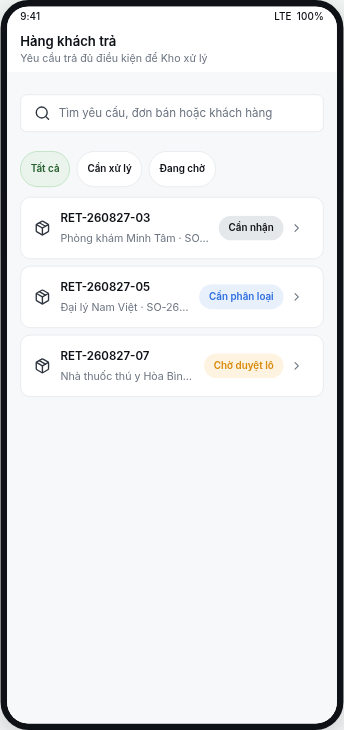 9:41
LTE 100%
Hàng khách trả
Yêu cầu trả đủ điều kiện để Kho xử lý
Tìm yêu cầu, đơn bán hoặc khách hàng
Tất cả
Cần xử lý
Đang chờ
RET-260827-03
Phòng khám Minh Tâm · SO...
Cần nhận
RET-260827-05
Đại lý Nam Việt · SO-26...
Cần phân loại
RET-260827-07
Nhà thuốc thú y Hòa Bìn...
Chờ duyệt lô